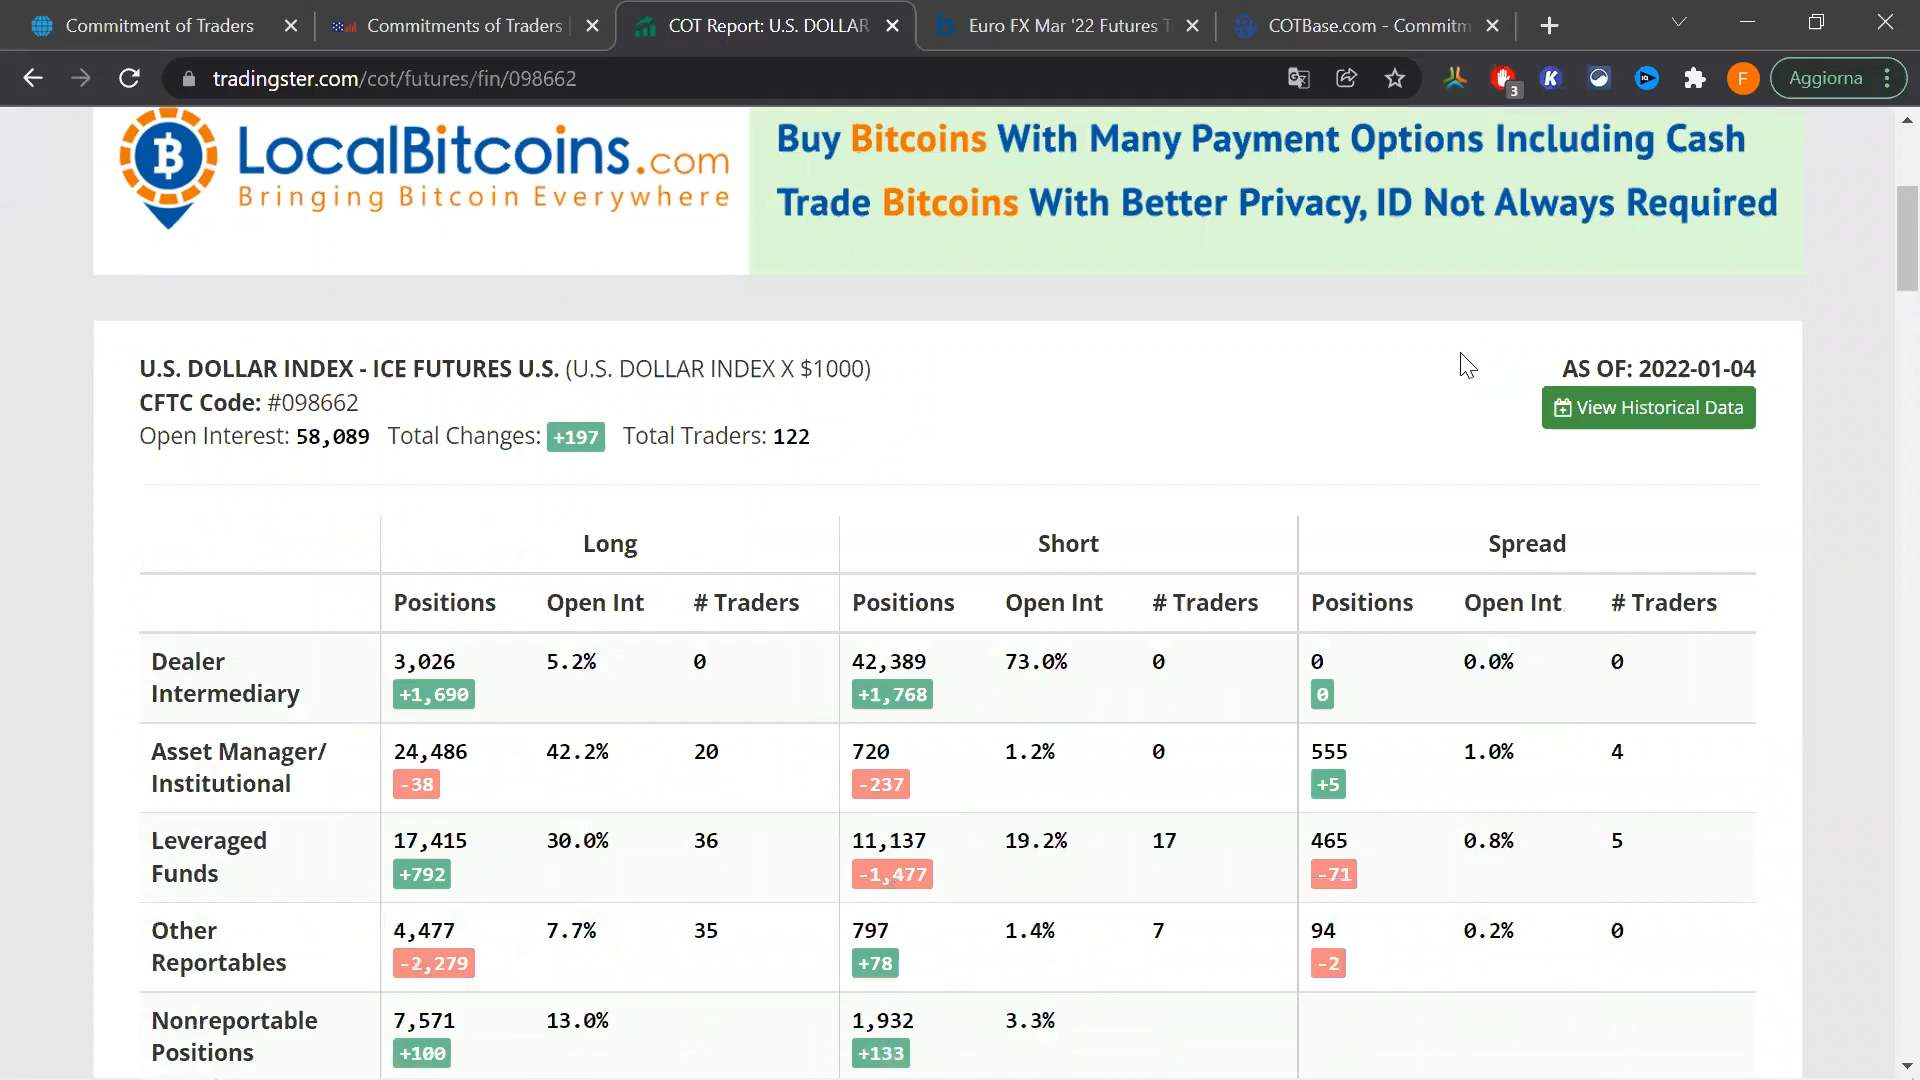 Commitment of Traders
Commitments of Traders
COT Report: U.S. DOLLAR
Euro FX Mar '22 Futures T
COTBase.com - Commitm
tradingster.com/cot/futures/fin/098662
3
K
F
Aggiorna
LocalBitcoins.com
Bringing Bitcoin Everywhere
Buy Bitcoins With Many Payment Options Including Cash
Trade Bitcoins With Better Privacy, ID Not Always Required
U.S. DOLLAR INDEX - ICE FUTURES U.S. (U.S. DOLLAR INDEX X $1000)
AS OF: 2022-01-04
CFTC Code: #098662
View Historical Data
Open Interest: 58,089 Total Changes: +197 Total Traders: 122
Long Short Spread
Positions Open Int # Traders Positions Open Int # Traders Positions Open Int # Traders
Dealer Intermediary 3,026 5.2% 0 42,389 73.0% 0 0 0.0% 0
+1,690 +1,768 0
Asset Manager/ Institutional 24,486 42.2% 20 720 1.2% 0 555 1.0% 4
-38 -237 +5
Leveraged Funds 17,415 30.0% 36 11,137 19.2% 17 465 0.8% 5
+792 -1,477 -71
Other Reportables 4,477 7.7% 35 797 1.4% 7 94 0.2% 0
-2,279 +78 -2
Nonreportable Positions 7,571 13.0% 1,932 3.3%
+100 +133